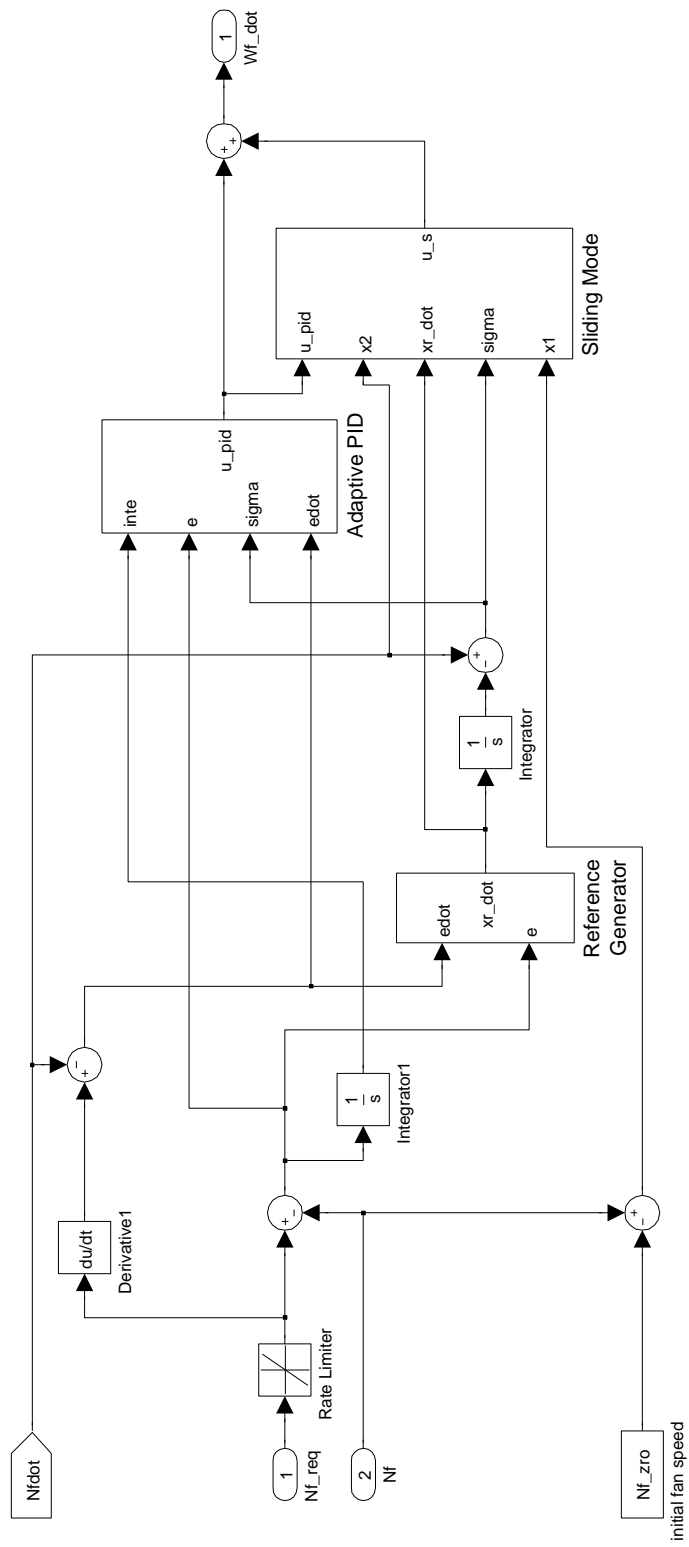 Nfdot
1
Nf_req
2
Nf
Nf_zro
initial fan speed
Rate Limiter
du/dt
Derivative1
+
-
+
-
-
+
+
-
1
s
Integrator1
edot
xr_dot
e
Reference
Generator
1
s
Integrator
+
-
inte
e
sigma
edot
u_pid
Adaptive PID
u_pid
x2
xr_dot
sigma
x1
u_s
Sliding Mode
+
+
1
Wf_dot